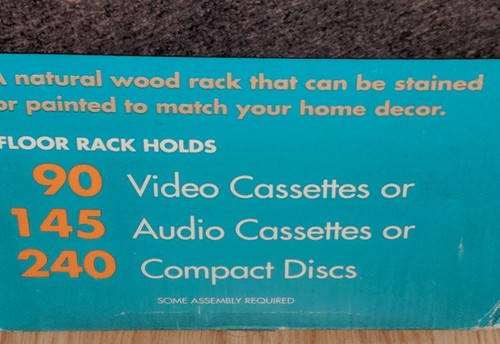 A natural wood rack that can be stained
or painted to match your home decor.
FLOOR RACK HOLDS
90 Video Cassettes or
145 Audio Cassettes or
240 Compact Discs
SOME ASSEMBLY REQUIRED